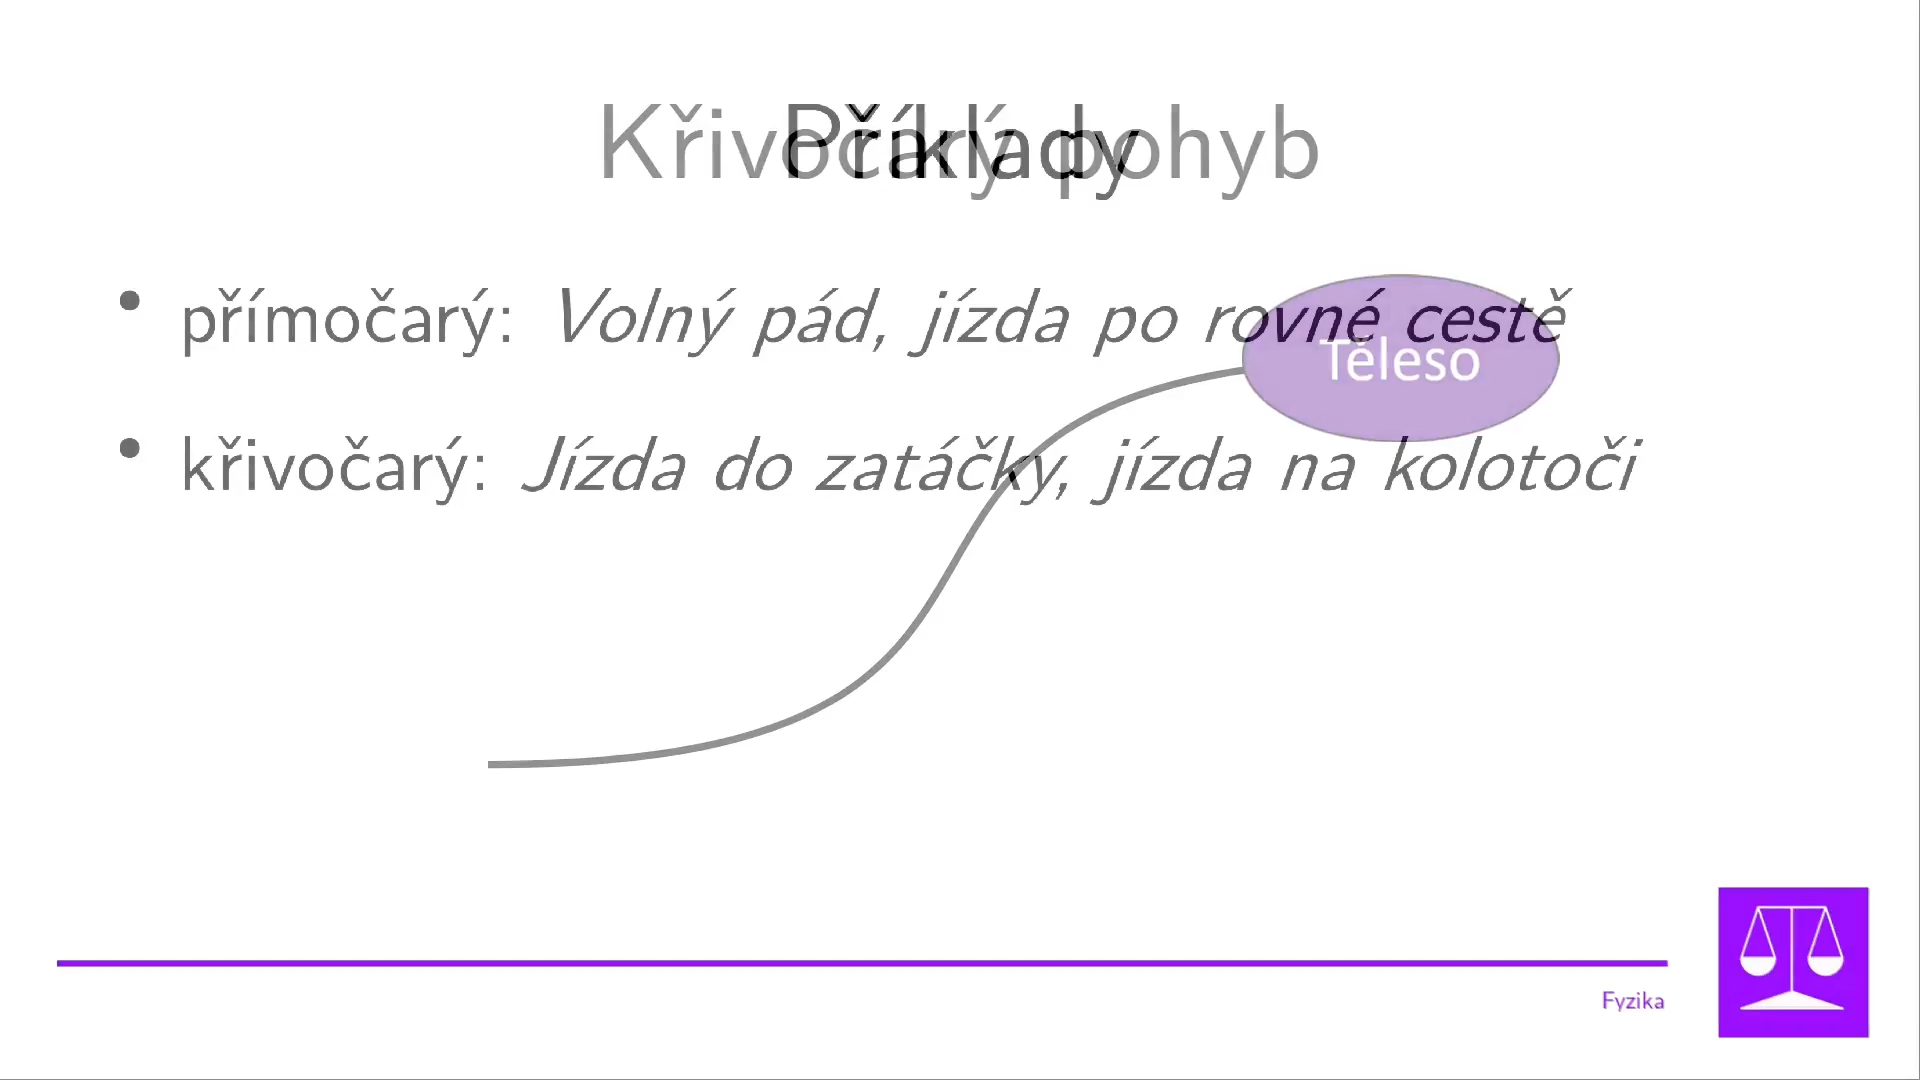 Křivočarý pohyb
Příklady
• přímočarý: Volný pád, jízda po rovné cestě
Těleso
• křivočarý: Jízda do zatáčky, jízda na kolotoči
Fyzika